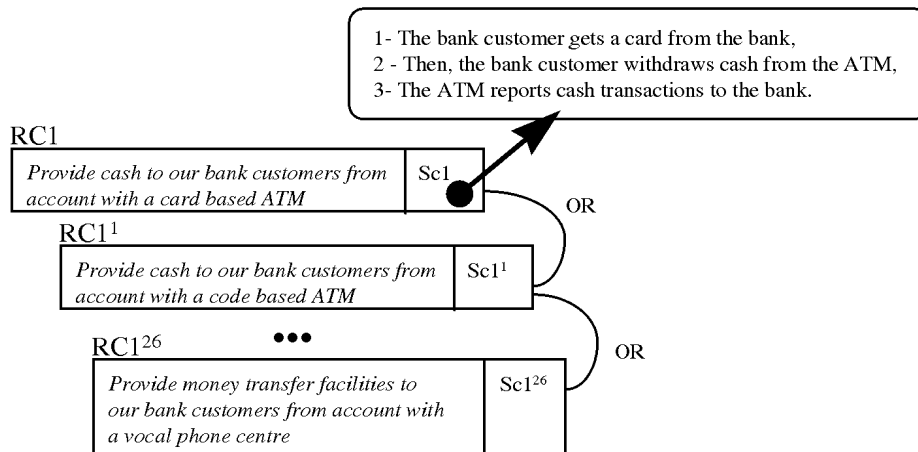 1- The bank customer gets a card from the bank,
2 - Then, the bank customer withdraws cash from the ATM,
3- The ATM reports cash transactions to the bank.
RC1
Provide cash to our bank customers from
account with a card based ATM
Sc1
OR
RC1¹
Provide cash to our bank customers from
account with a code based ATM
Sc1¹
•••
OR
RC1²⁶
Provide money transfer facilities to
our bank customers from account with
a vocal phone centre
Sc1²⁶